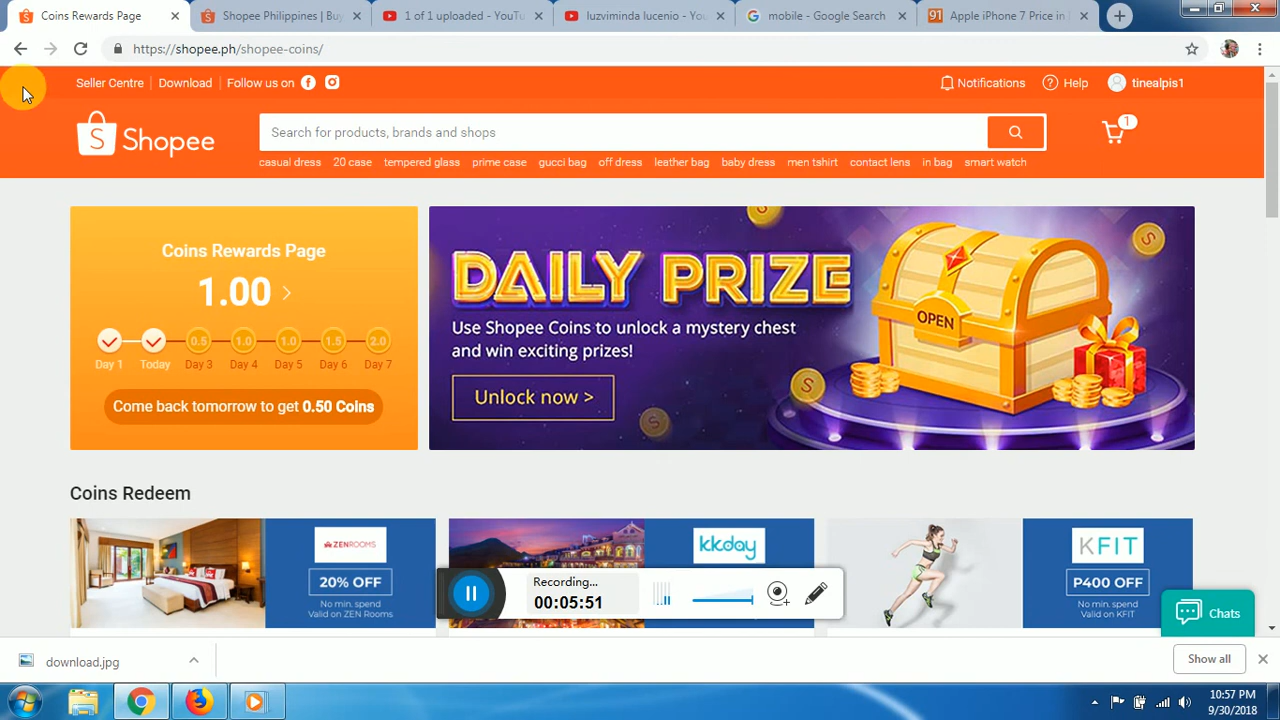 Coins Rewards Page
Shopee Philippines | Buy
1 of 1 uploaded - YouTu
luzviminda lucenio - You
mobile - Google Search
91
Apple iPhone 7 Price in
https://shopee.ph/shopee-coins/
Seller Centre
Download
Follow us on
Notifications
Help
tinealpis1
Shopee
Search for products, brands and shops
1
casual dress 20 case tempered glass prime case gucci bag off dress leather bag baby dress men tshirt contact lens in bag smart watch
Coins Rewards Page
1.00 >
0.5 1.0 1.0 1.5 2.0
Day 1 Today Day 3 Day 4 Day 5 Day 6 Day 7
Come back tomorrow to get 0.50 Coins
DAILY PRIZE
Use Shopee Coins to unlock a mystery chest
and win exciting prizes!
Unlock now >
OPEN
Coins Redeem
ZENROOMS
20% OFF
No min. spend
Valid on ZEN Rooms
kkday
KFIT
P400 OFF
No min. spend
Valid on KFIT
Recording...
00:05:51
Chats
download.jpg
Show all
10:57 PM
9/30/2018